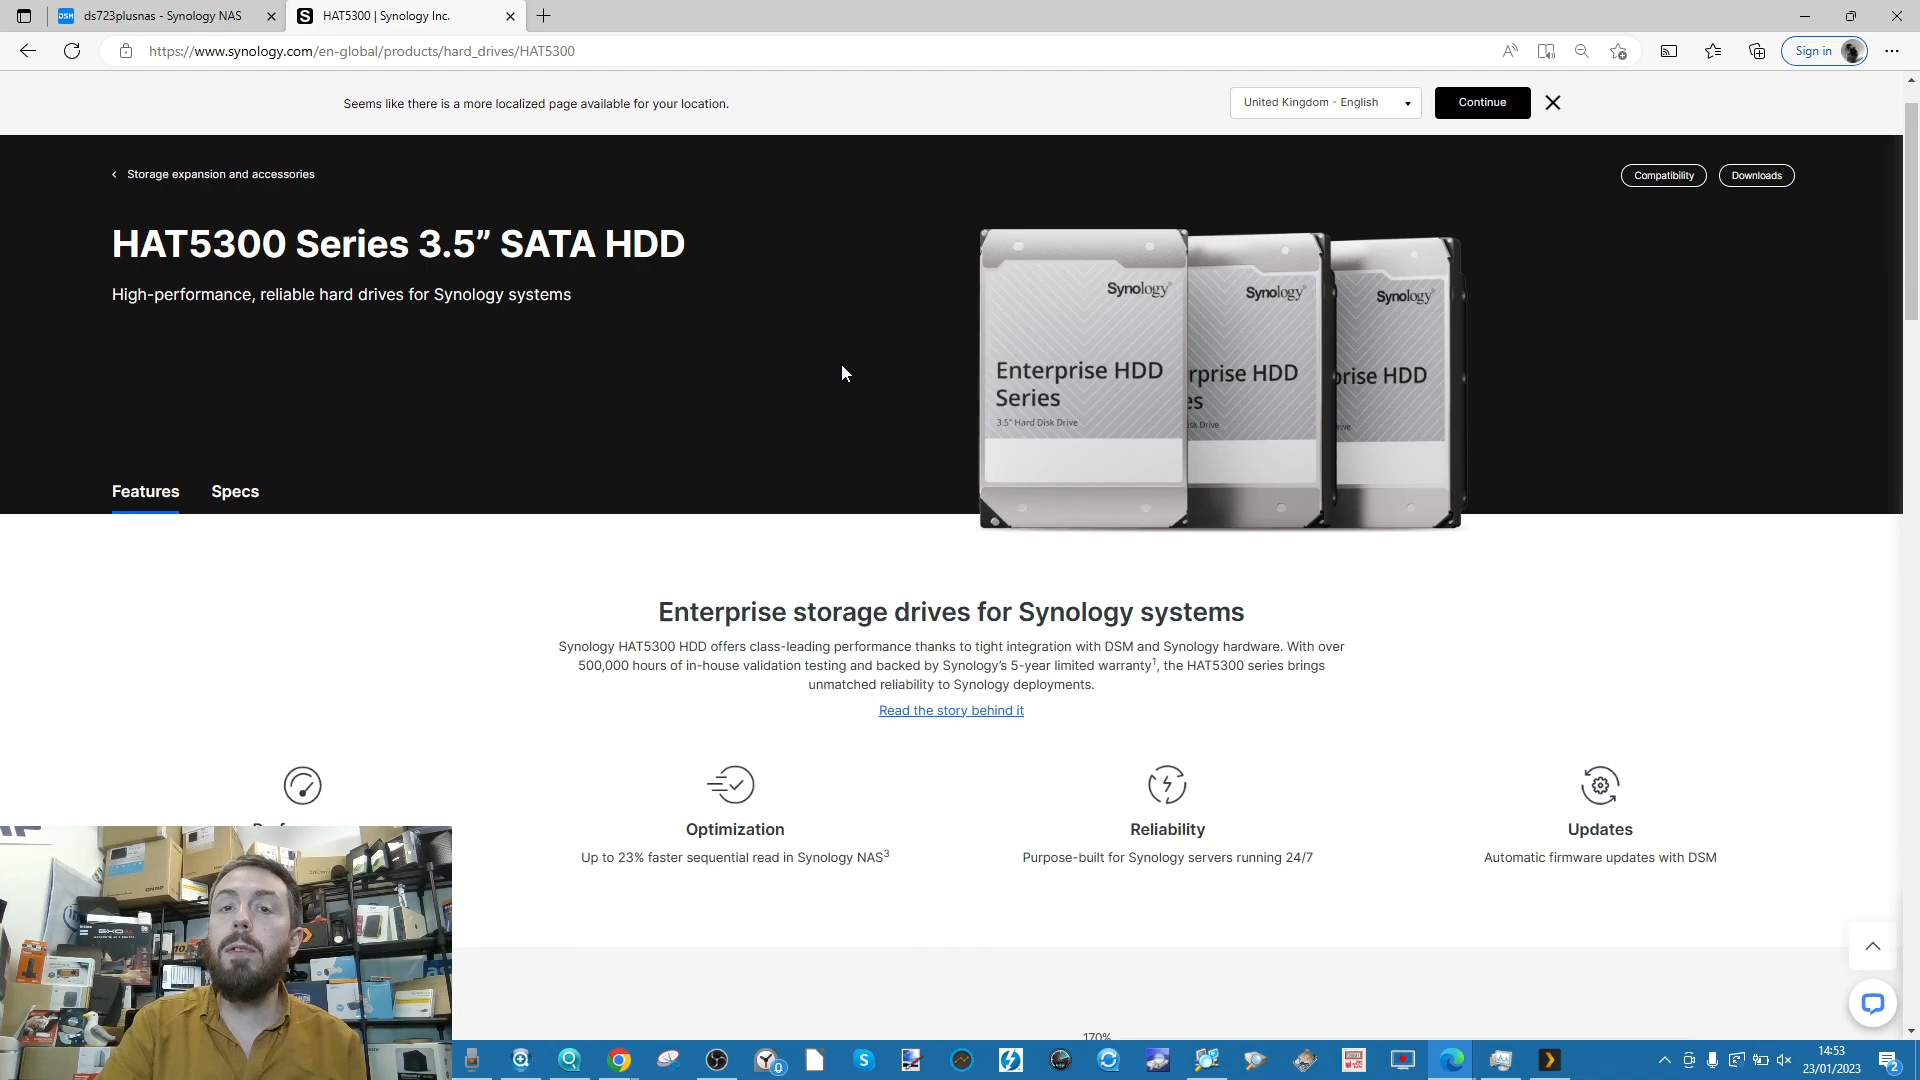 ds723plusnas - Synology NAS
HAT5300 | Synology Inc.
https://www.synology.com/en-global/products/hard_drives/HAT5300
Sign in
Seems like there is a more localized page available for your location.
United Kingdom - English
Continue
Storage expansion and accessories
Compatibility
Downloads
HAT5300 Series 3.5” SATA HDD
High-performance, reliable hard drives for Synology systems
Synology
Synology
Synology
Enterprise HDD
Series
3.5" Hard Disk Drive
rprise HDD
es
sk Drive
prise HDD
rive
Features
Specs
Enterprise storage drives for Synology systems
Synology HAT5300 HDD offers class-leading performance thanks to tight integration with DSM and Synology hardware. With over
500,000 hours of in-house validation testing and backed by Synology’s 5-year limited warranty1, the HAT5300 series brings
unmatched reliability to Synology deployments.
Read the story behind it
Optimization
Up to 23% faster sequential read in Synology NAS3
Reliability
Purpose-built for Synology servers running 24/7
Updates
Automatic firmware updates with DSM
170%
14:53
23/01/2023
2